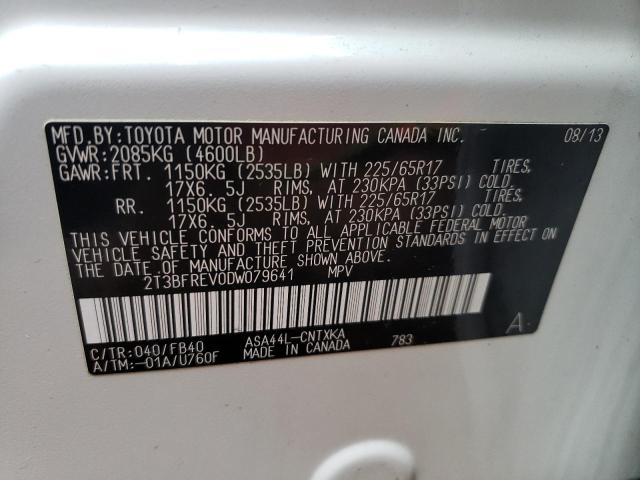 MFD. BY: TOYOTA MOTOR MANUFACTURING CANADA INC. 08/13
GVWR: 2085KG (4600LB)
GAWR: FRT. 1150KG (2535LB) WITH 225/65R17 TIRES,
17X6. 5J RIMS, AT 230KPA (33PSI) COLD.
RR. 1150KG (2535LB) WITH 225/65R17 TIRES,
17X6. 5J RIMS, AT 230KPA (33PSI) COLD.
THIS VEHICLE CONFORMS TO ALL APPLICABLE FEDERAL MOTOR
VEHICLE SAFETY AND THEFT PREVENTION STANDARDS IN EFFECT ON
THE DATE OF MANUFACTURE SHOWN ABOVE.
2T3BFREV0DW079641 MPV
C/TR: 040/FB40 ASA44L-CNTXKA 783 A
A/TM: -01A/U760F MADE IN CANADA